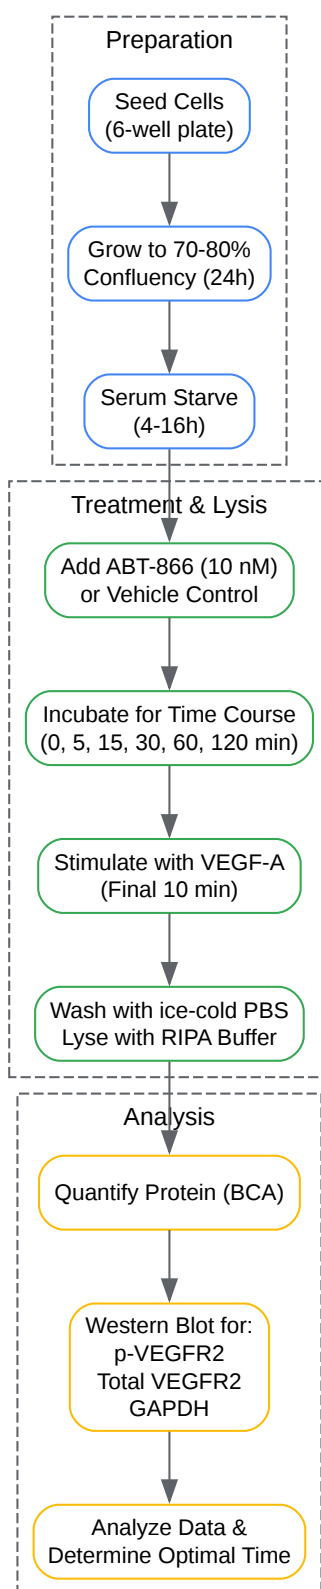 Preparation
Seed Cells
(6-well plate)
Grow to 70-80%
Confluency (24h)
Serum Starve
(4-16h)
Treatment & Lysis
Add ABT-866 (10 nM)
or Vehicle Control
Incubate for Time Course
(0, 5, 15, 30, 60, 120 min)
Stimulate with VEGF-A
(Final 10 min)
Wash with ice-cold PBS
Lyse with RIPA Buffer
Analysis
Quantify Protein (BCA)
Western Blot for:
p-VEGFR2
Total VEGFR2
GAPDH
Analyze Data &
Determine Optimal Time